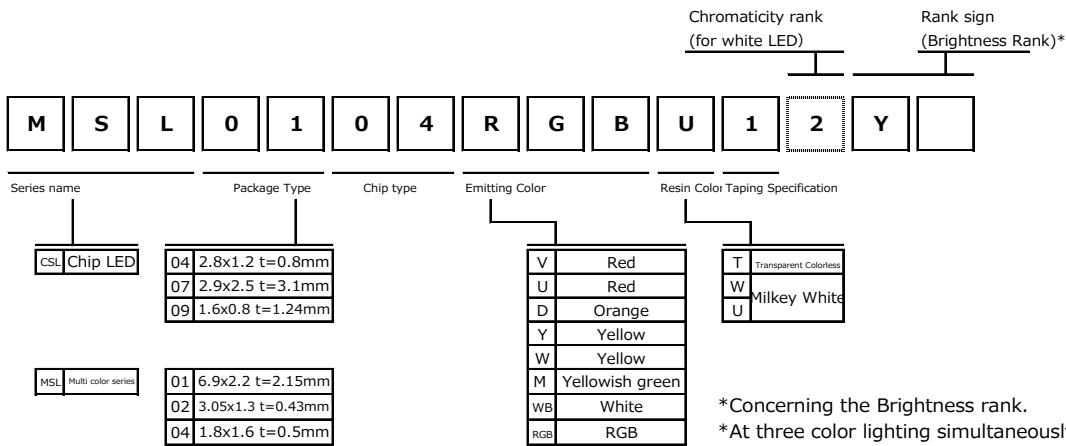 Chromaticity rank
(for white LED)
Rank sign
(Brightness Rank)*
M S L 0 1 0 4 R G B U 1 2 Y
Series name Package Type Chip type Emitting Color Resin Color Taping Specification
CSL Chip LED
04 2.8x1.2 t=0.8mm
07 2.9x2.5 t=3.1mm
09 1.6x0.8 t=1.24mm
MSL Multi color series
01 6.9x2.2 t=2.15mm
02 3.05x1.3 t=0.43mm
04 1.8x1.6 t=0.5mm
V Red
U Red
D Orange
Y Yellow
W Yellow
M Yellowish green
WB White
RGB RGB
T Transparent Colorless
W
U
Milkey White
*Concerning the Brightness rank.
*At three color lighting simultaneously